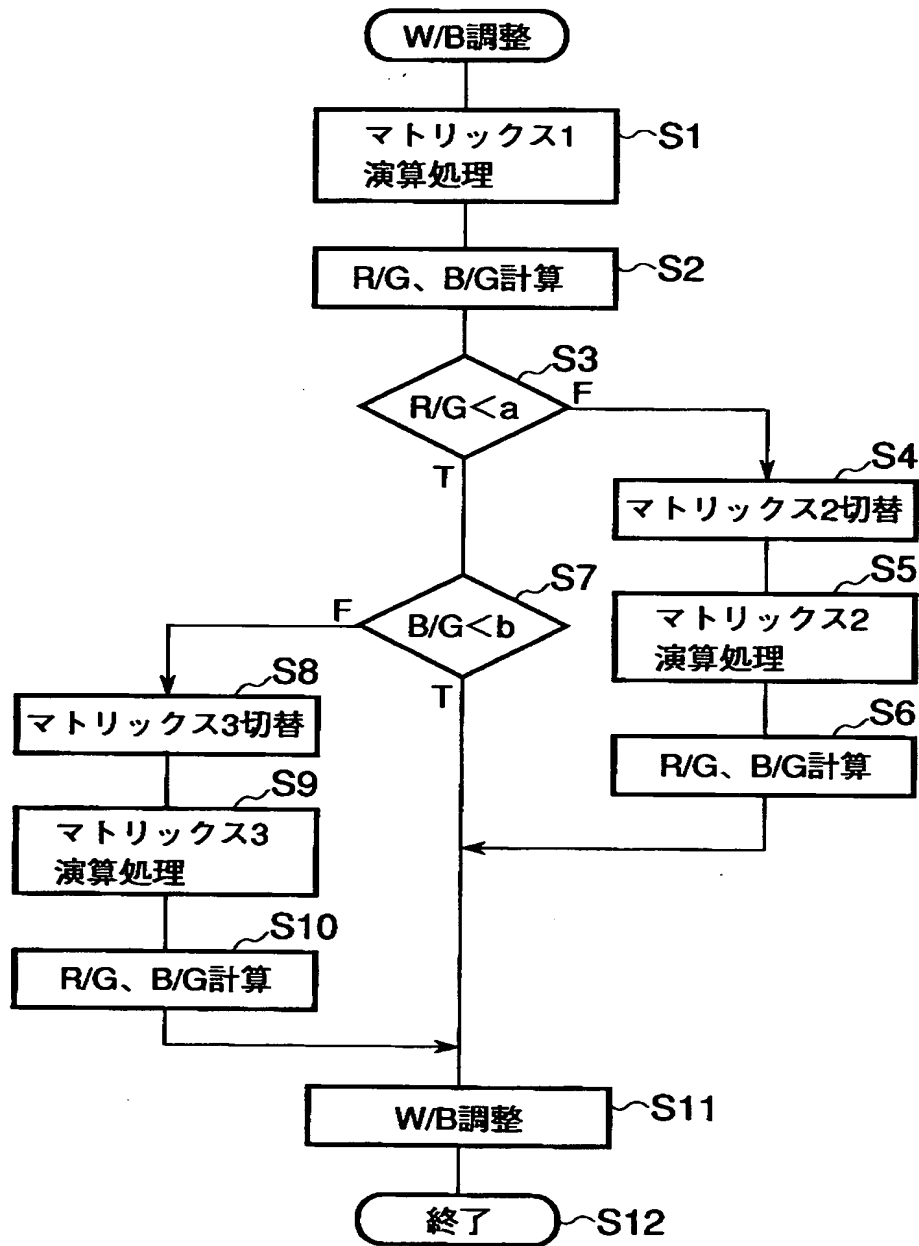 W/B調整
マトリックス1
演算処理
S1
R/G、B/G計算
S2
S3
R/G<a
F
T
S4
マトリックス2切替
S5
マトリックス2
演算処理
S6
R/G、B/G計算
S7
B/G<b
F
T
S8
マトリックス3切替
S9
マトリックス3
演算処理
S10
R/G、B/G計算
W/B調整
S11
終了
S12